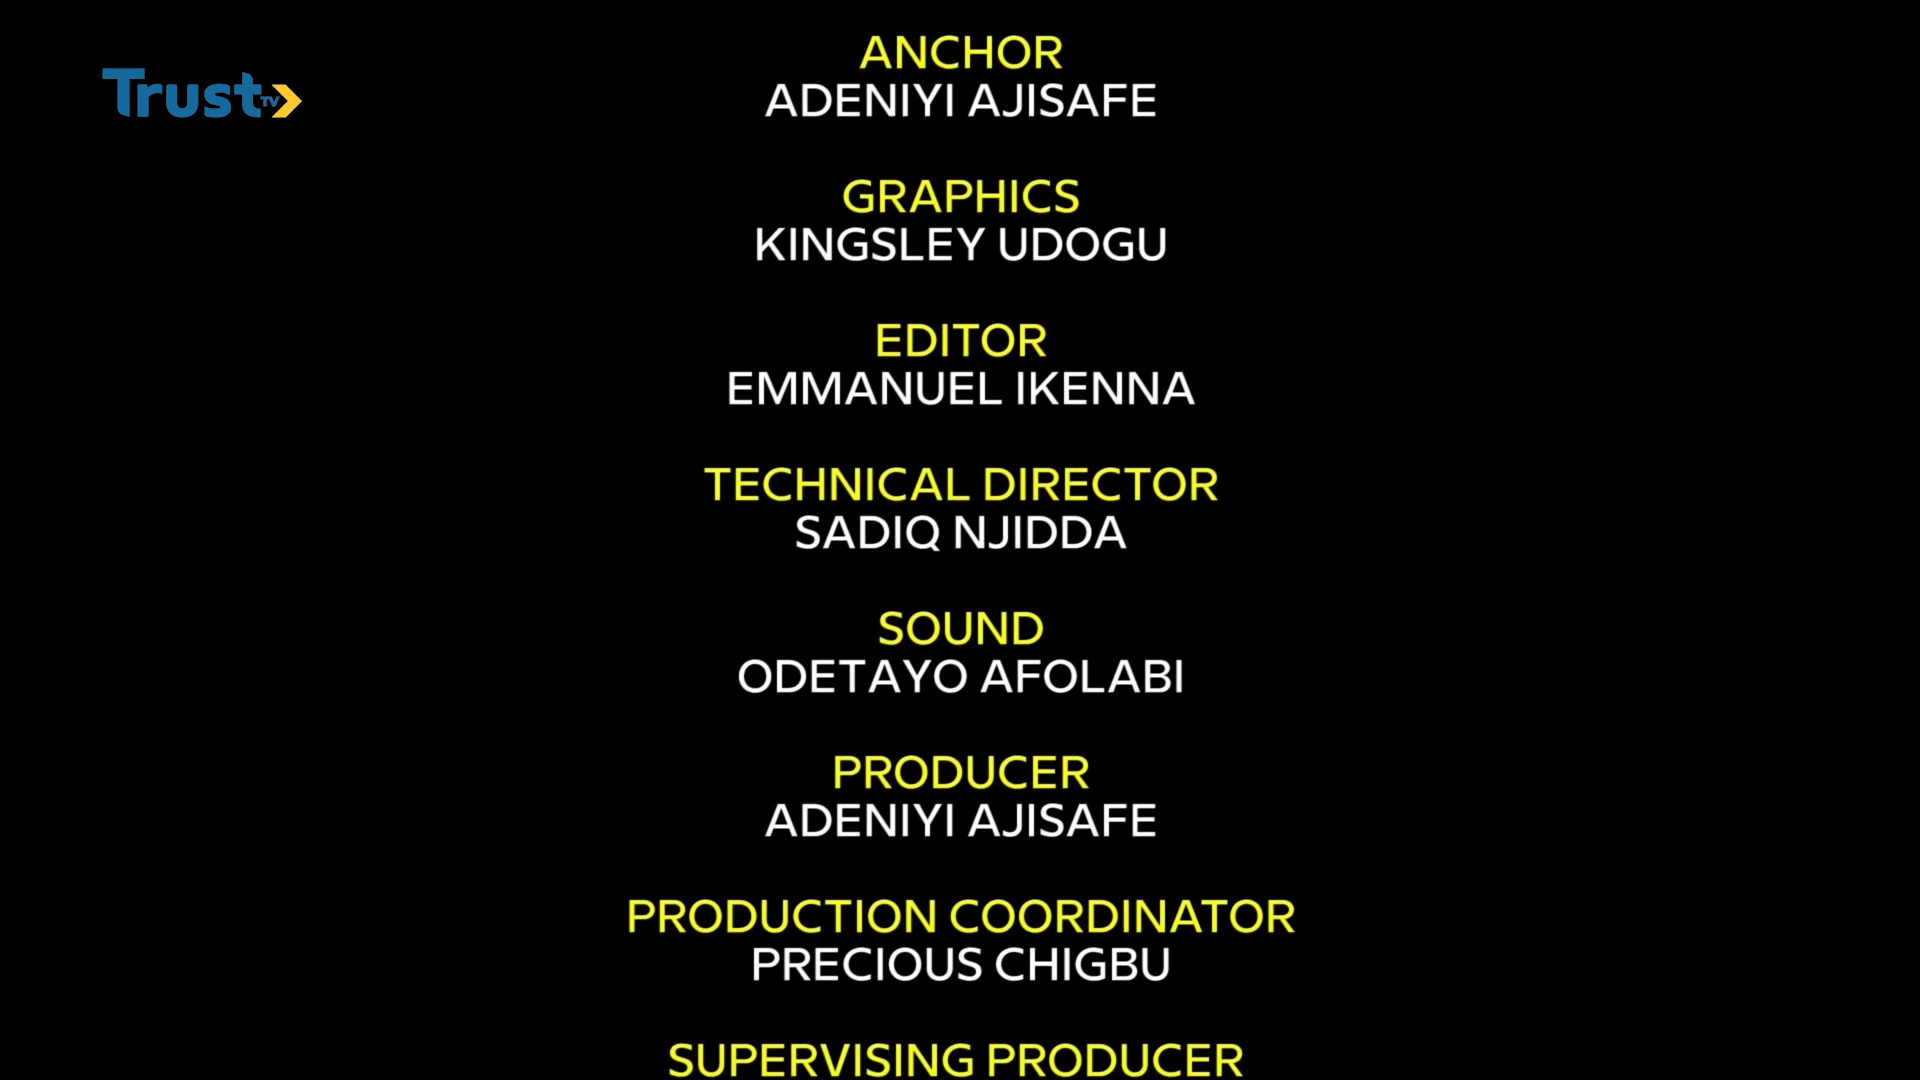 Trust TV
ANCHOR
ADENIYI AJISAFE
GRAPHICS
KINGSLEY UDOGU
EDITOR
EMMANUEL IKENNA
TECHNICAL DIRECTOR
SADIQ NJIDDA
SOUND
ODETAYO AFOLABI
PRODUCER
ADENIYI AJISAFE
PRODUCTION COORDINATOR
PRECIOUS CHIGBU
SUPERVISING PRODUCER